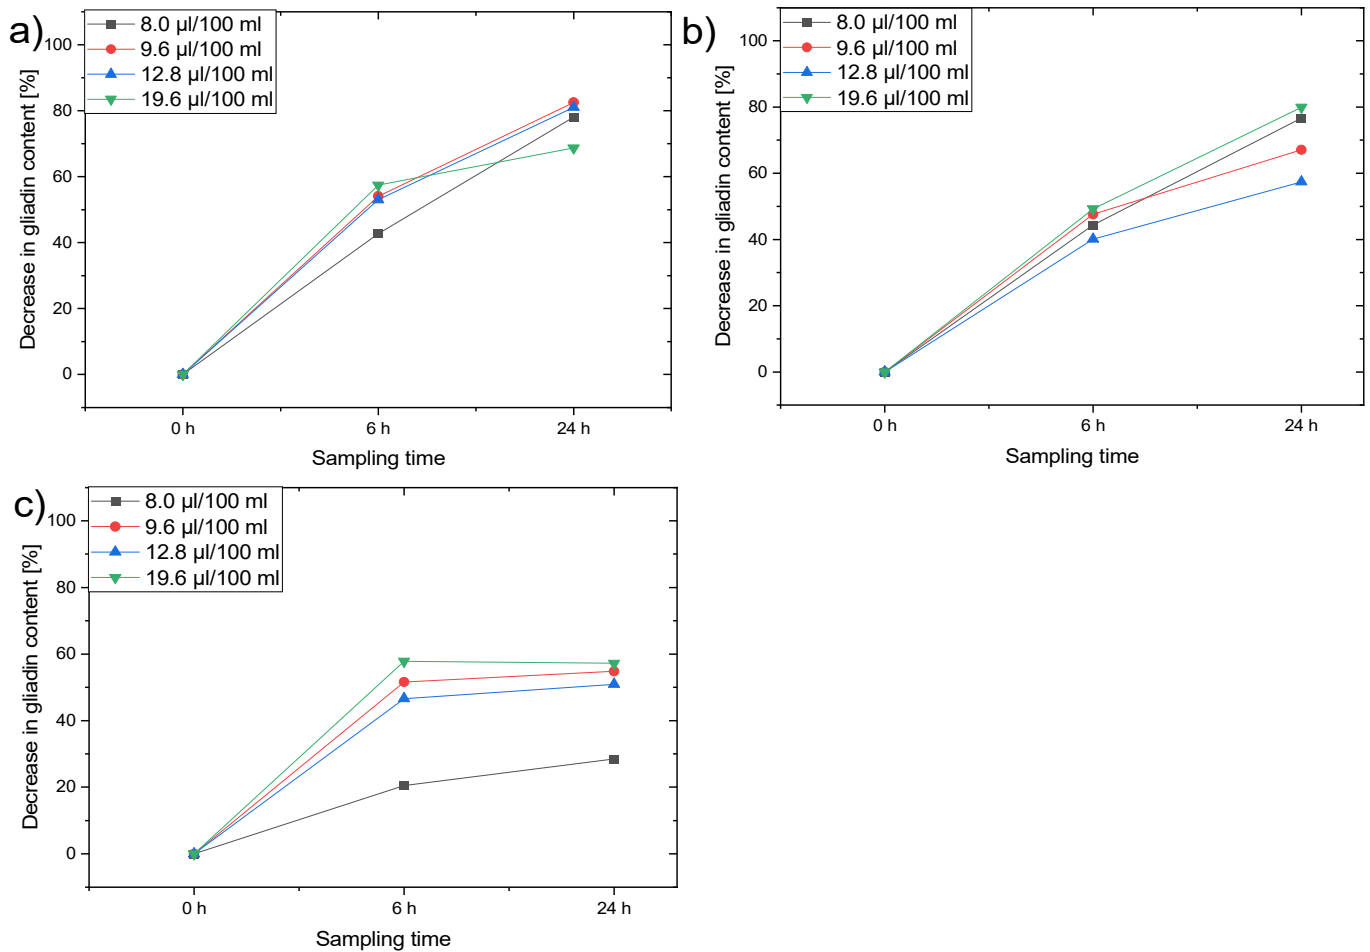 a)
8.0 µl/100 ml
9.6 µl/100 ml
12.8 µl/100 ml
19.6 µl/100 ml
Decrease in gliadin content [%]
100
80
60
40
20
0
0 h
6 h
24 h
Sampling time
b)
8.0 µl/100 ml
9.6 µl/100 ml
12.8 µl/100 ml
19.6 µl/100 ml
Decrease in gliadin content [%]
100
80
60
40
20
0
0 h
6 h
24 h
Sampling time
c)
8.0 µl/100 ml
9.6 µl/100 ml
12.8 µl/100 ml
19.6 µl/100 ml
Decrease in gliadin content [%]
100
80
60
40
20
0
0 h
6 h
24 h
Sampling time